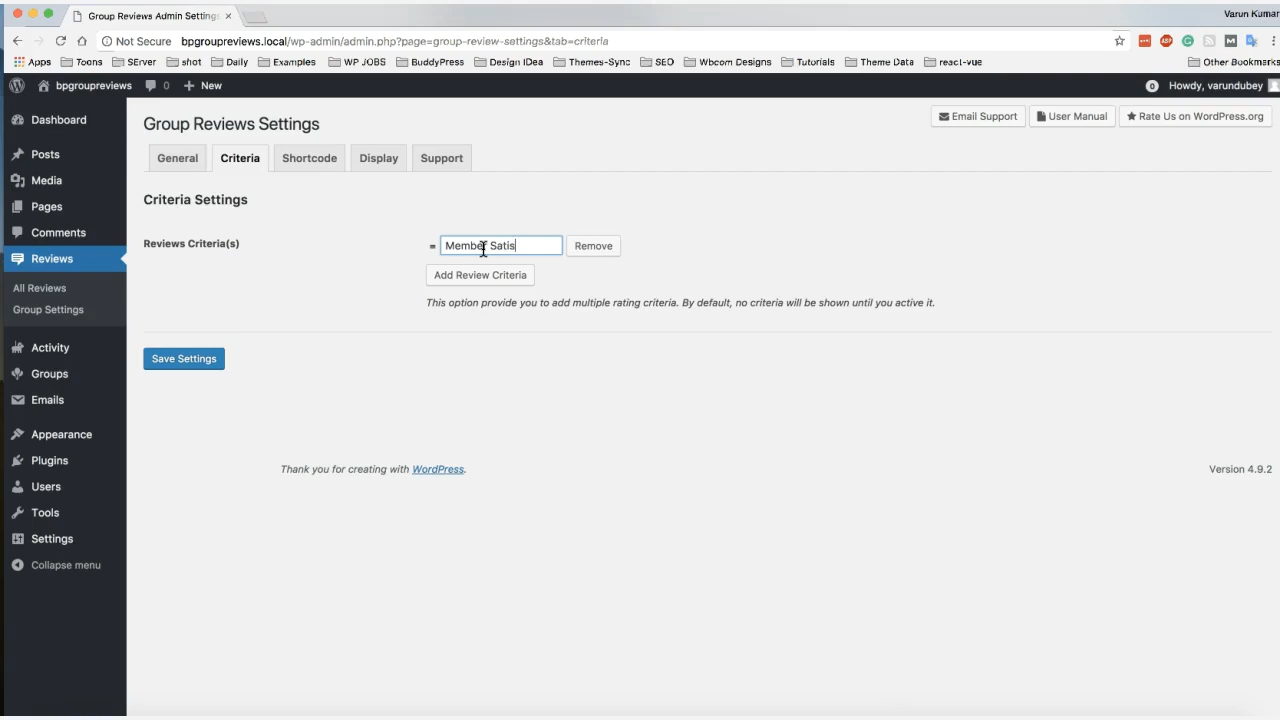 Group Reviews Admin Settings
Varun Kumar
Not Secure bpgroupreviews.local/wp-admin/admin.php?page=group-review-settings&tab=criteria
Apps Toons SErver shot Daily Examples WP JOBS BuddyPress Design IDea Themes-Sync SEO Wbcom Designs Tutorials Theme Data react-vue Other Bookmarks
bpgroupreviews 0 New 0 Howdy, varundubey
Dashboard
Posts
Media
Pages
Comments
Reviews
All Reviews
Group Settings
Activity
Groups
Emails
Appearance
Plugins
Users
Tools
Settings
Collapse menu
Group Reviews Settings
Email Support User Manual Rate Us on WordPress.org
General Criteria Shortcode Display Support
Criteria Settings
Reviews Criteria(s)
= Member Satis Remove
Add Review Criteria
This option provide you to add multiple rating criteria. By default, no criteria will be shown until you active it.
Save Settings
Thank you for creating with WordPress.
Version 4.9.2